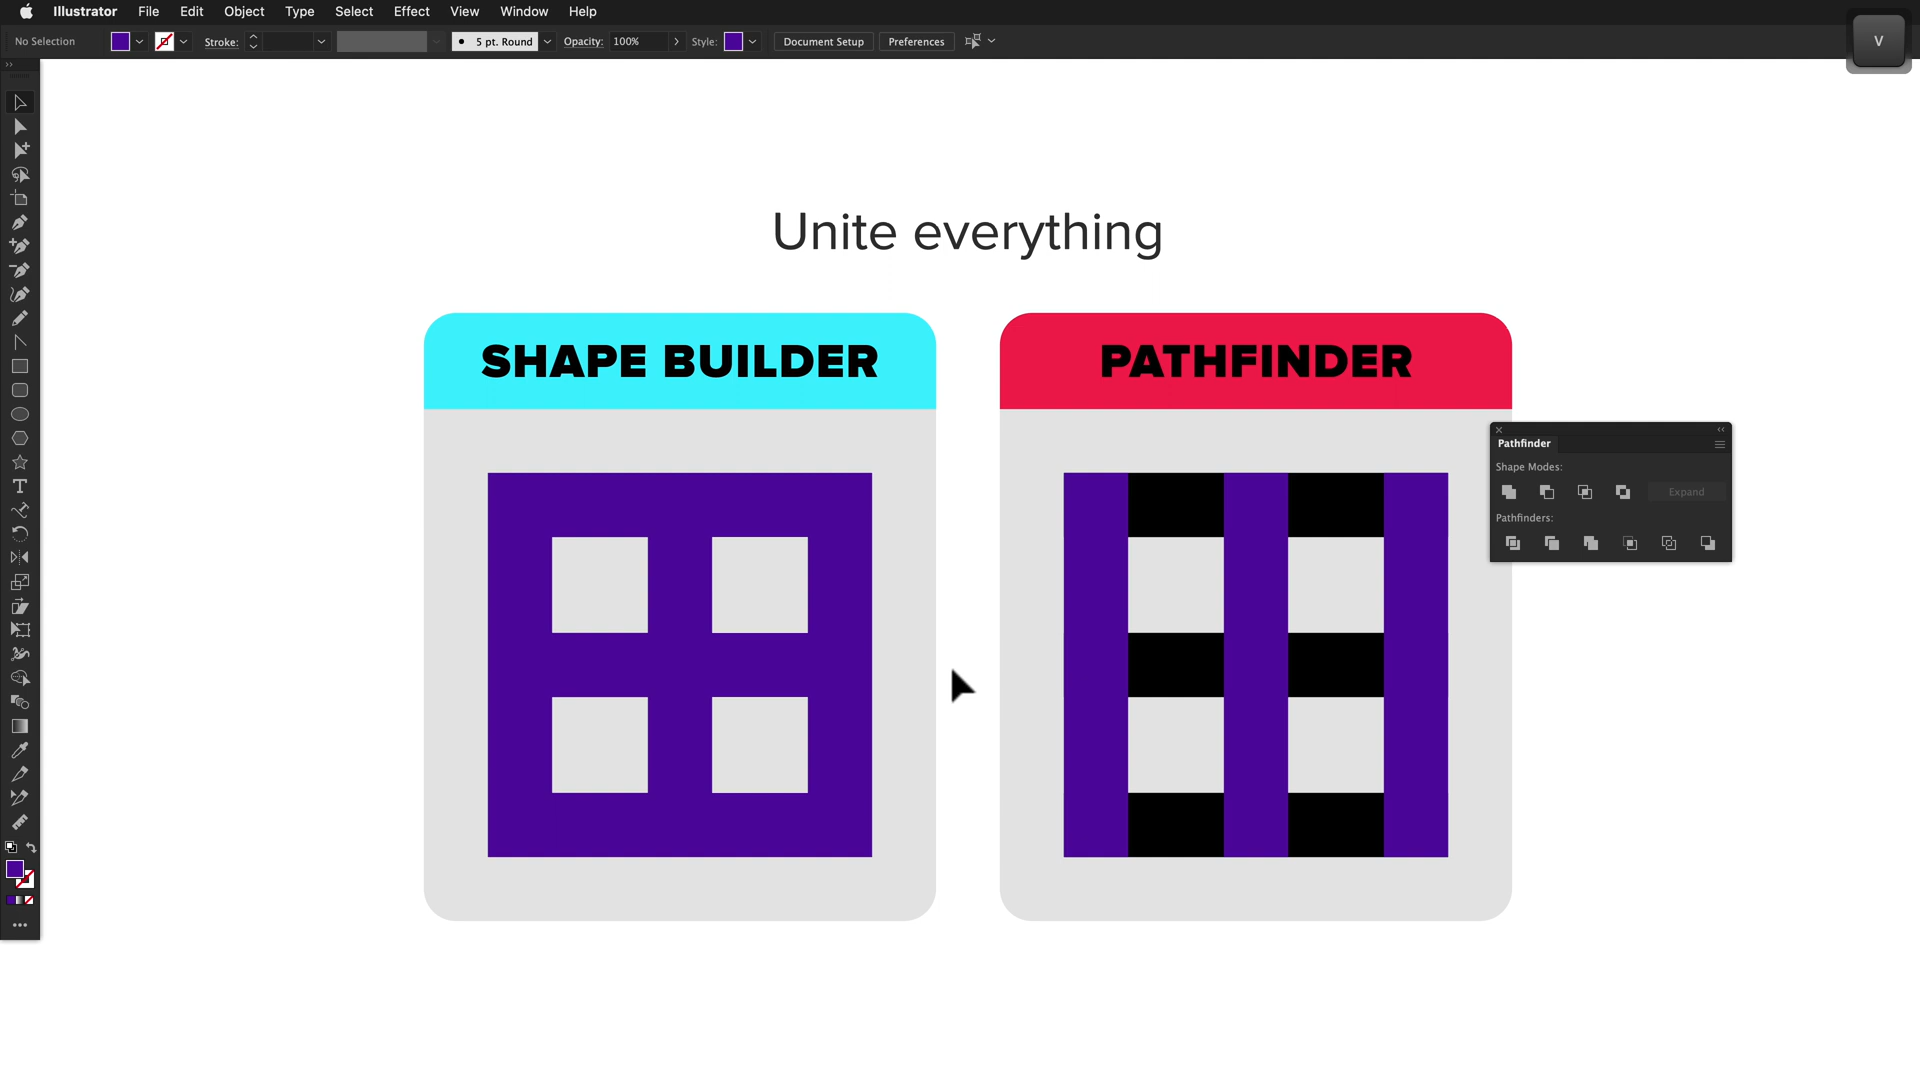 Illustrator File Edit Object Type Select Effect View Window Help
No Selection Stroke: 5 pt. Round Opacity: 100% Style: Document Setup Preferences
V
Unite everything
SHAPE BUILDER
PATHFINDER
Pathfinder
Shape Modes:
Expand
Pathfinders: